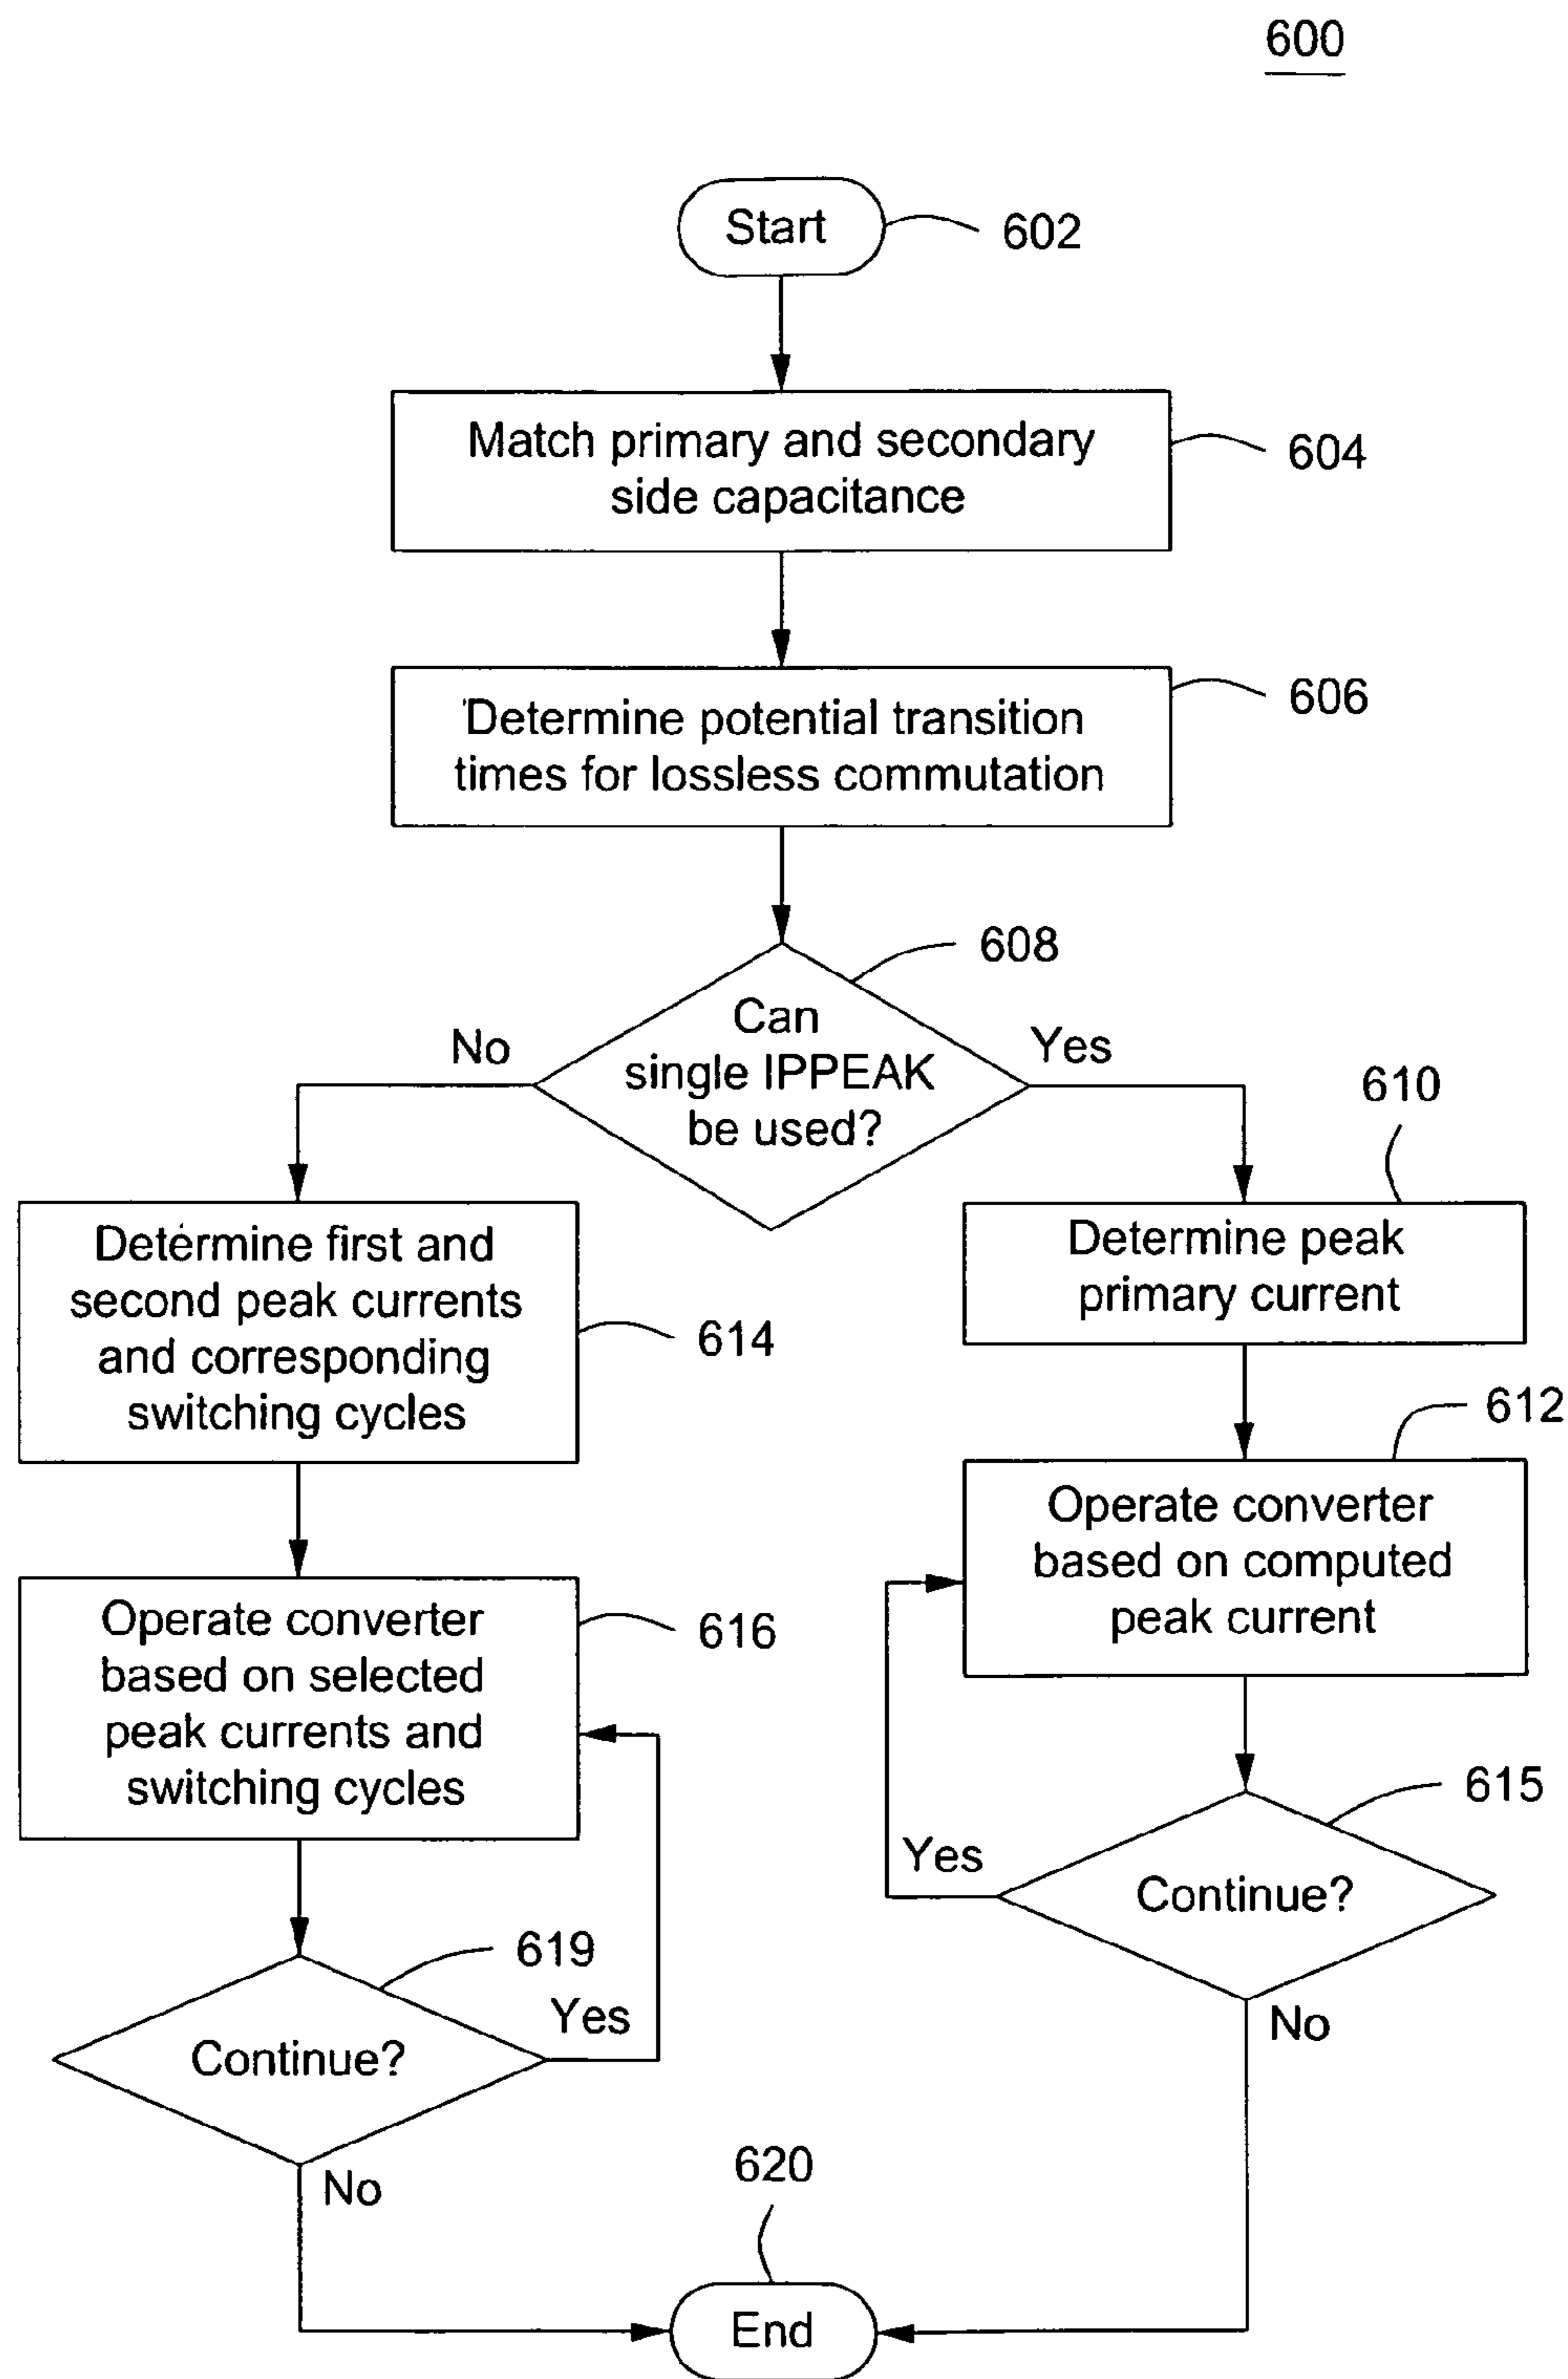 600
Start
602
Match primary and secondary
side capacitance
604
Determine potential transition
times for lossless commutation
606
608
Can
single IPPEAK
be used?
No
Yes
610
Determine first and
second peak currents
and corresponding
switching cycles
614
Determine peak
primary current
612
Operate converter
based on computed
peak current
Operate converter
based on selected
peak currents and
switching cycles
616
615
Continue?
Yes
No
619
Continue?
Yes
No
620
End